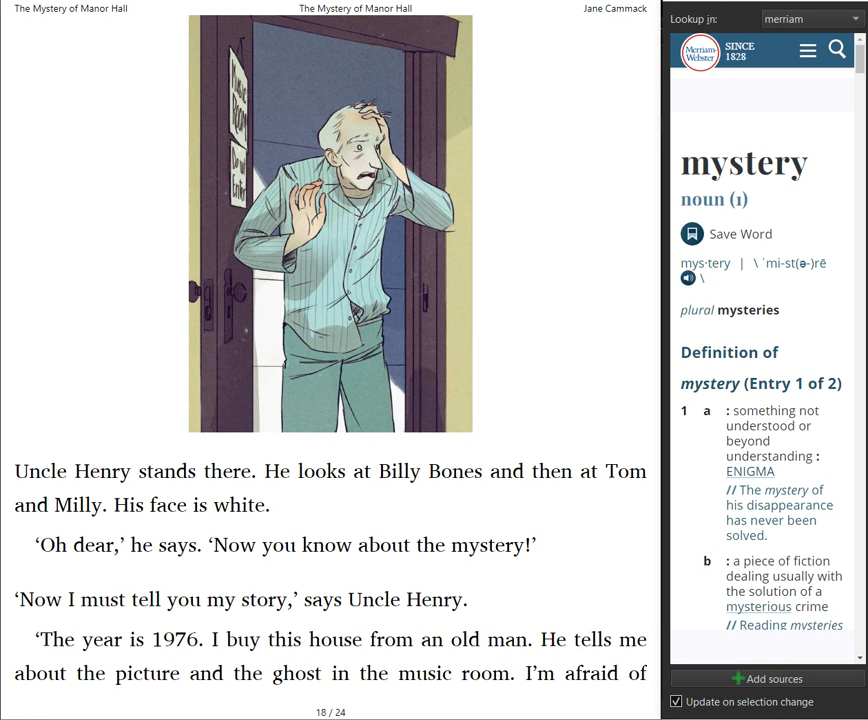 The Mystery of Manor Hall
The Mystery of Manor Hall
Jane Cammack
MUSIC
ROOM
Do not
Enter
Uncle Henry stands there. He looks at Billy Bones and then at Tom
and Milly. His face is white.
‘Oh dear,’ he says. ‘Now you know about the mystery!’
‘Now I must tell you my story,’ says Uncle Henry.
‘The year is 1976. I buy this house from an old man. He tells me
about the picture and the ghost in the music room. I’m afraid of
18 / 24
Lookup in:
merriam
Merriam-
Webster
SINCE
1828
mystery
noun (1)
Save Word
mys·​tery | \ ˈmi-st(ə-)rē
\
plural mysteries
Definition of
mystery (Entry 1 of 2)
1 a : something not
understood or
beyond
understanding :
ENIGMA
// The mystery of
his disappearance
has never been
solved.
b : a piece of fiction
dealing usually with
the solution of a
mysterious crime
// Reading mysteries
Add sources
Update on selection change